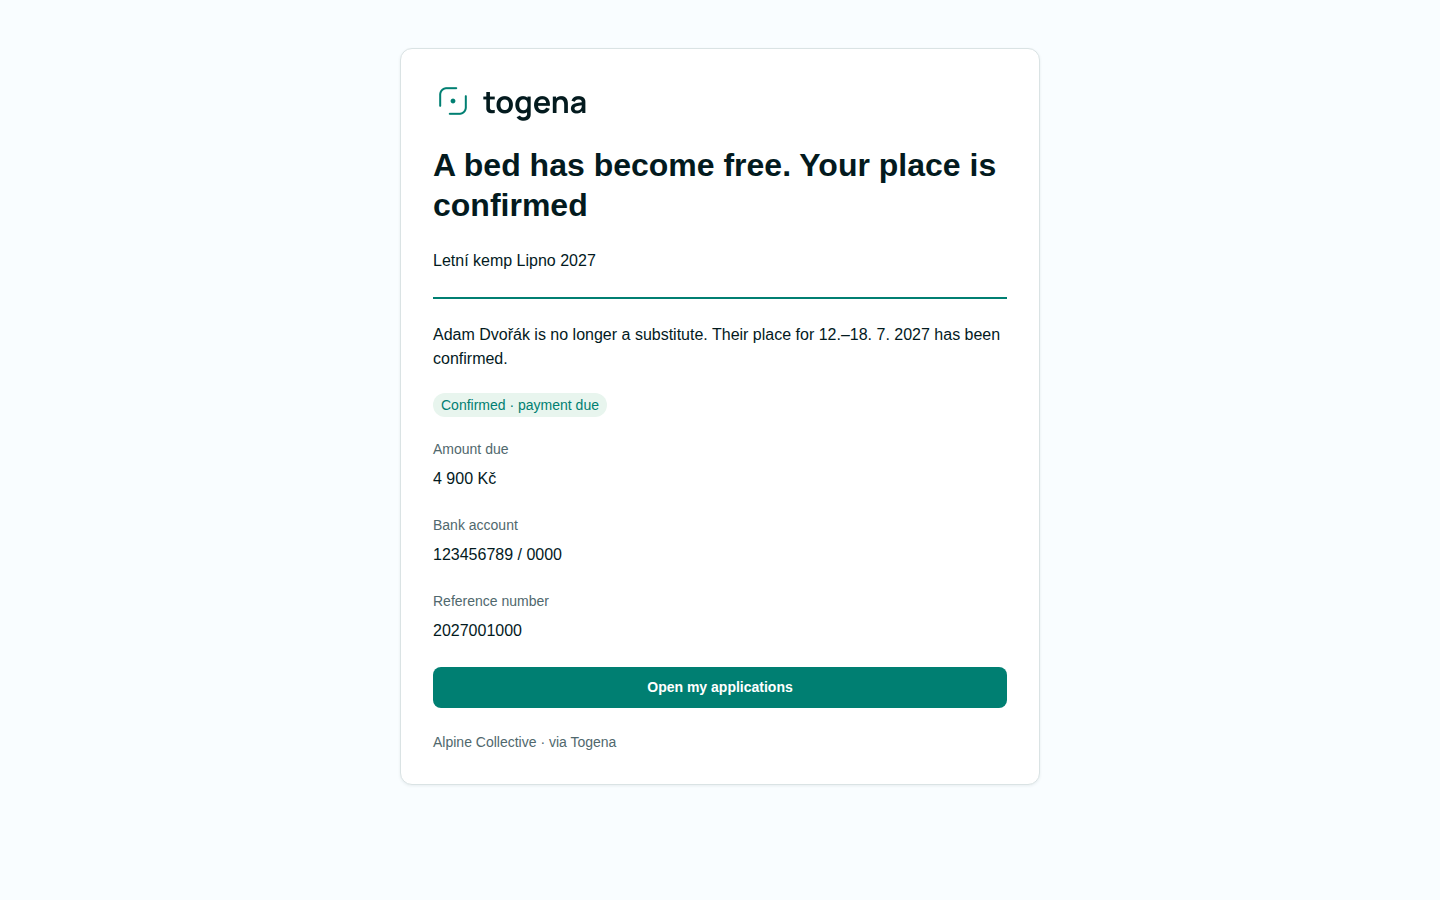 togena
A bed has become free. Your place is
confirmed
Letní kemp Lipno 2027
Adam Dvořák is no longer a substitute. Their place for 12.–18. 7. 2027 has been
confirmed.
Confirmed · payment due
Amount due
4 900 Kč
Bank account
123456789 / 0000
Reference number
2027001000
Open my applications
Alpine Collective · via Togena